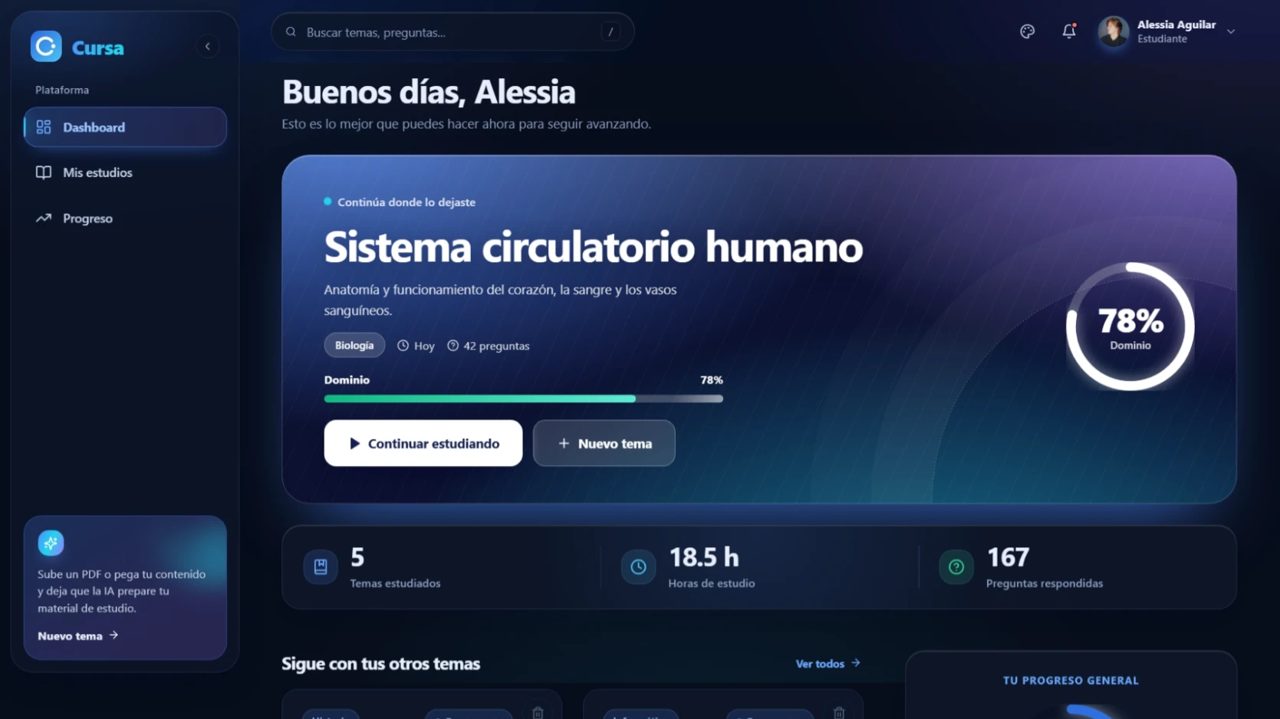 Cursa
Plataforma
Dashboard
Mis estudios
Progreso
Sube un PDF o pega tu contenido
y deja que la IA prepare tu
material de estudio.
Nuevo tema
Buscar temas, preguntas...
/
Alessia Aguilar
Estudiante
Buenos días, Alessia
Esto es lo mejor que puedes hacer ahora para seguir avanzando.
Continúa donde lo dejaste
Sistema circulatorio humano
Anatomía y funcionamiento del corazón, la sangre y los vasos
sanguíneos.
Biología
Hoy
42 preguntas
Dominio
78%
Continuar estudiando
Nuevo tema
78%
Dominio
5
Temas estudiados
18.5 h
Horas de estudio
167
Preguntas respondidas
Sigue con tus otros temas
Ver todos
TU PROGRESO GENERAL